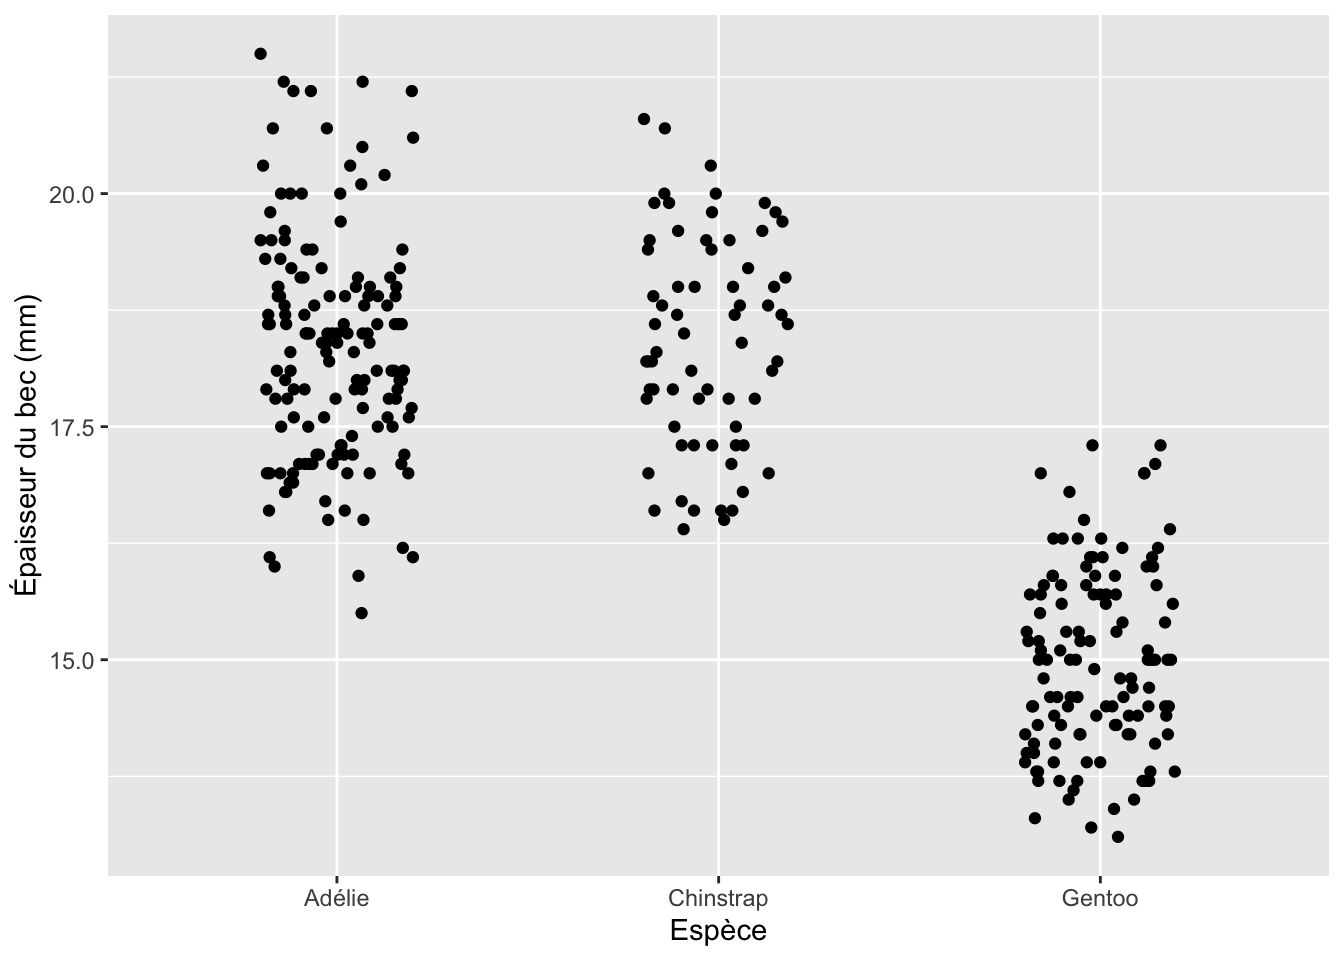 Épaisseur du bec (mm)
20.0
17.5
15.0
Adélie
Chinstrap
Gentoo
Espèce